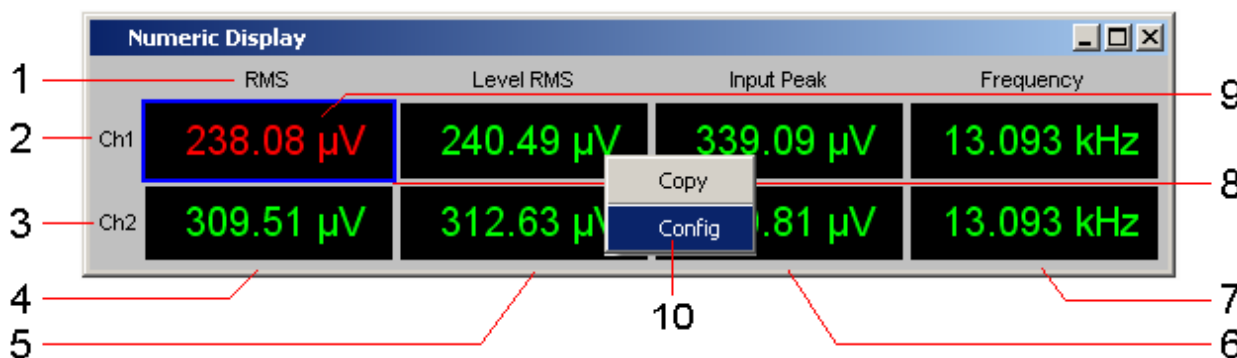 Numeric Display
RMS Level RMS Input Peak Frequency
1
9
2 Ch1 238.08 µV 240.49 µV 339.09 µV 13.093 kHz
Copy
8
3 Ch2 309.51 µV 312.63 µV .81 µV 13.093 kHz
Config
4 10 7
5 6